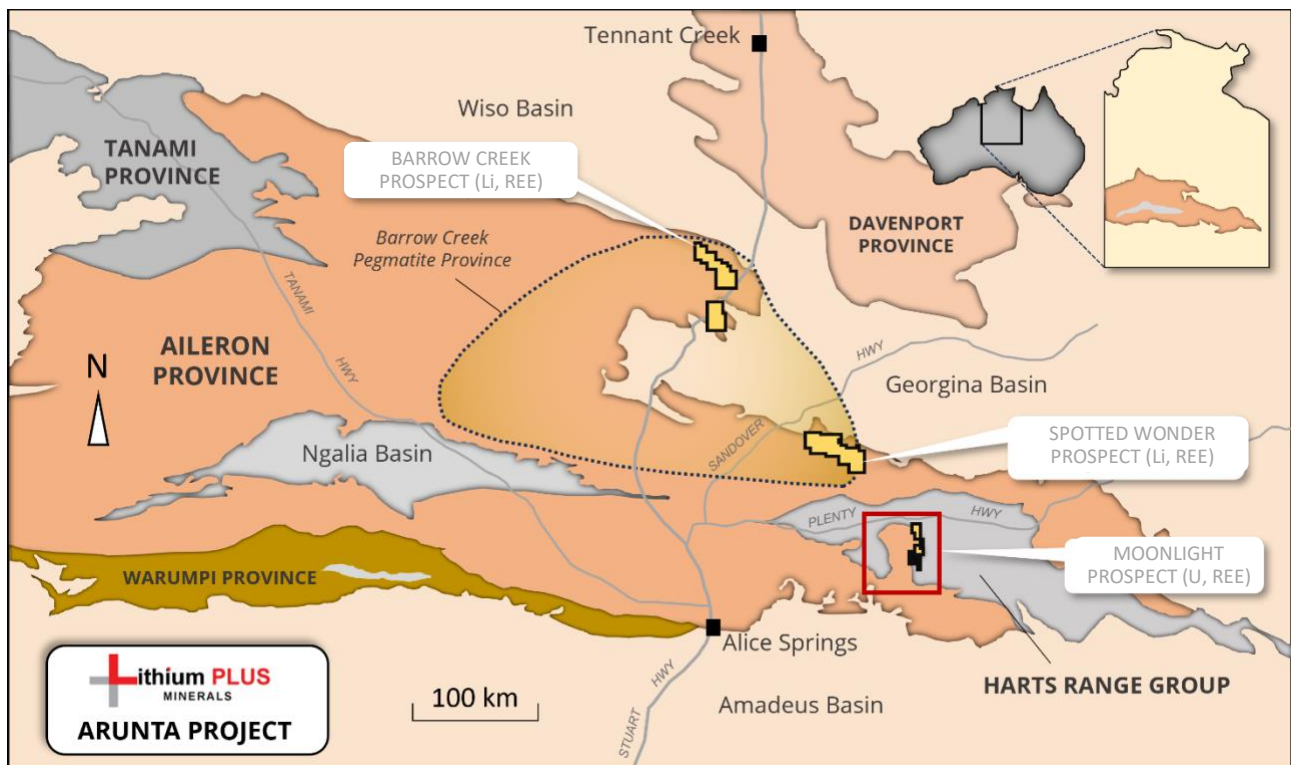 Tennant Creek
Wiso Basin
TANAMI
PROVINCE
BARROW CREEK
PROSPECT (Li, REE)
Barrow Creek
Pegmatite Province
DAVENPORT
PROVINCE
TANAMI
HWY
AILERON
PROVINCE
N
HWY
SANDOVER
Georgina Basin
Ngalia Basin
SPOTTED WONDER
PROSPECT (Li, REE)
PLENTY
HWY
MOONLIGHT
PROSPECT (U, REE)
WARUMPI PROVINCE
Alice Springs
HARTS RANGE GROUP
Lithium PLUS
MINERALS
ARUNTA PROJECT
100 km
HWY
STUART
Amadeus Basin